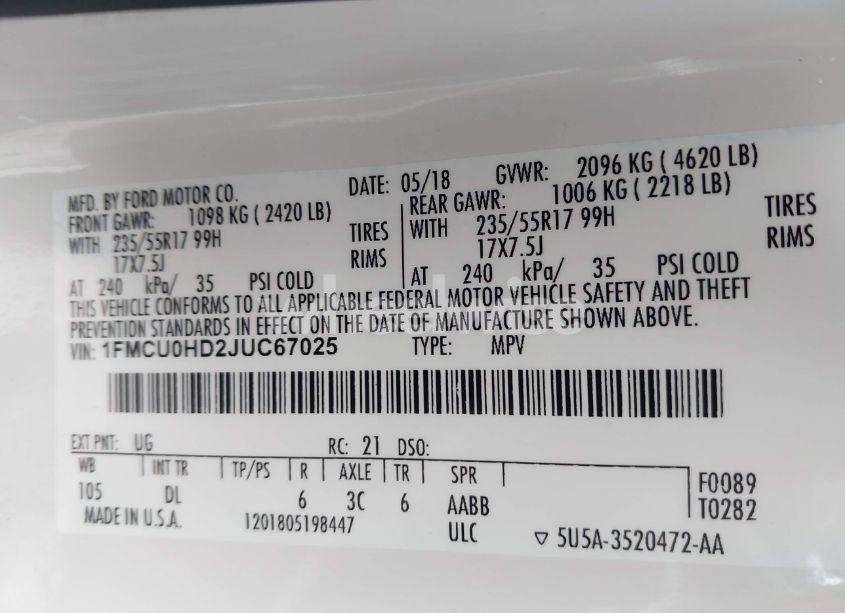 MFD. BY FORD MOTOR CO. DATE: 05/18 GVWR: 2096 KG ( 4620 LB)
FRONT GAWR: 1098 KG ( 2420 LB) REAR GAWR: 1006 KG ( 2218 LB)
WITH 235/55R17 99H TIRES WITH 235/55R17 99H TIRES
17X7.5J RIMS 17X7.5J RIMS
AT 240 kPa/ 35 PSI COLD AT 240 kPa/ 35 PSI COLD
THIS VEHICLE CONFORMS TO ALL APPLICABLE FEDERAL MOTOR VEHICLE SAFETY AND THEFT
PREVENTION STANDARDS IN EFFECT ON THE DATE OF MANUFACTURE SHOWN ABOVE.
VIN: 1FMCU0HD2JUC67025 TYPE: MPV
EXT PNT: UG RC: 21 DSO:
WB INT TR TP/PS R AXLE TR SPR F0089
105 DL 6 3C 6 AABB T0282
MADE IN U.S.A. 1201805198447 ULC ▽ 5U5A-3520472-AA